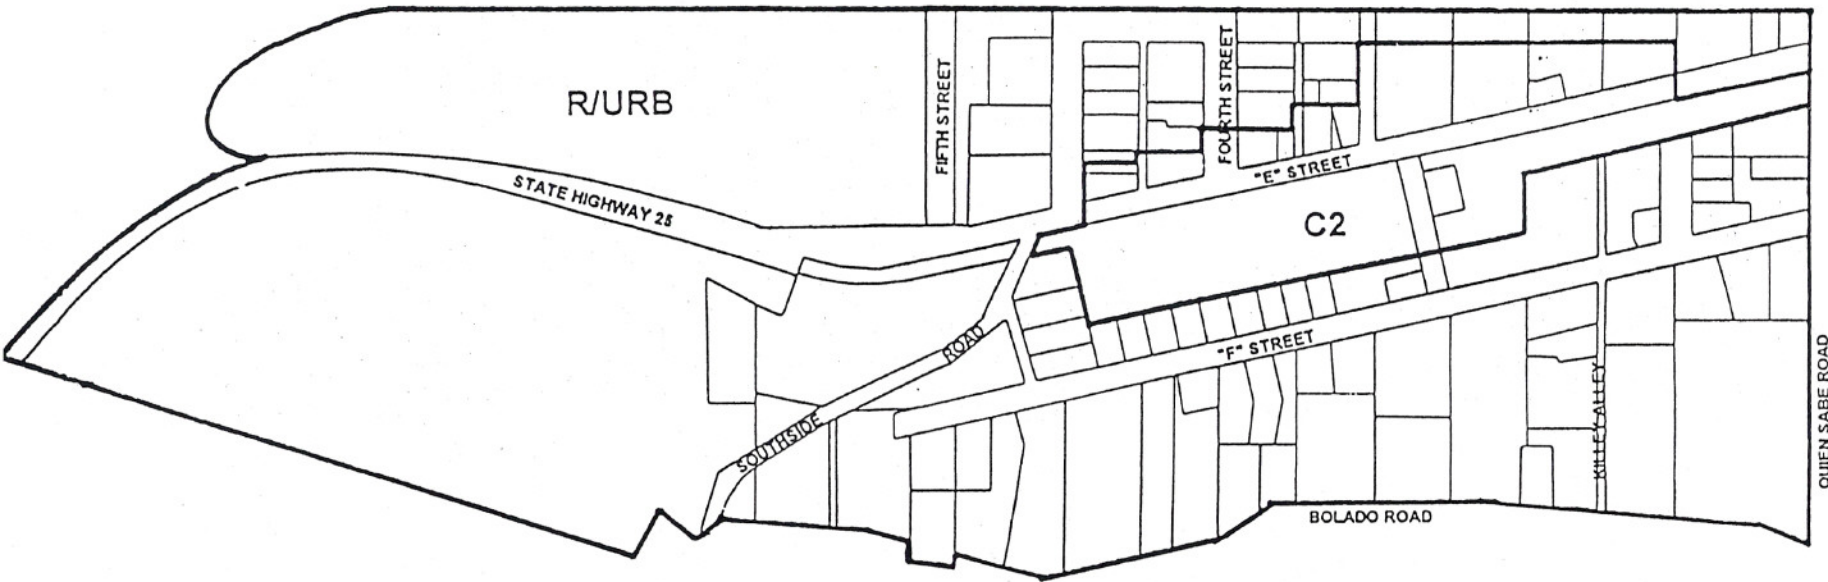 R/URB
FIFTH STREET
FOURTH STREET
STATE HIGHWAY 25
"E" STREET
C2
"F" STREET
SOUTHSIDE ROAD
KILLEY ALLEY
BOLADO ROAD
QUIEN SABE ROAD